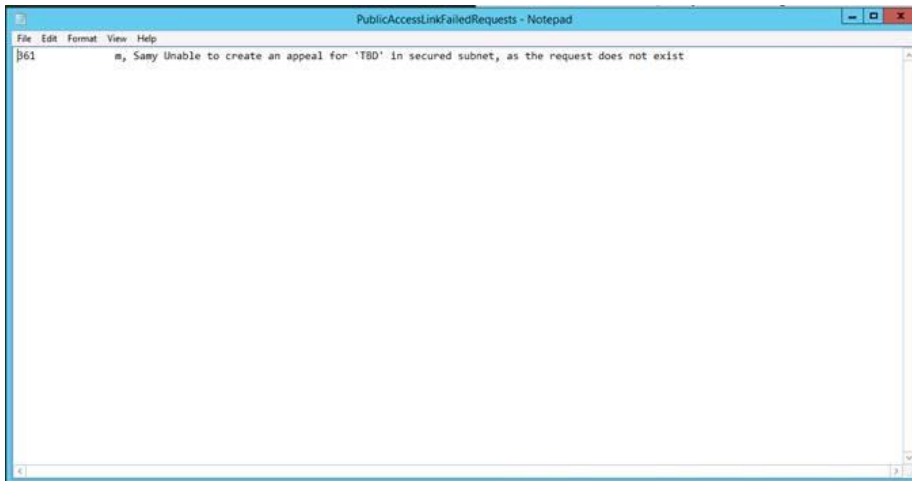 PublicAccessLinkFailedRequests - Notepad
File Edit Format View Help
361 m, Samy Unable to create an appeal for 'TBD' in secured subnet, as the request does not exist